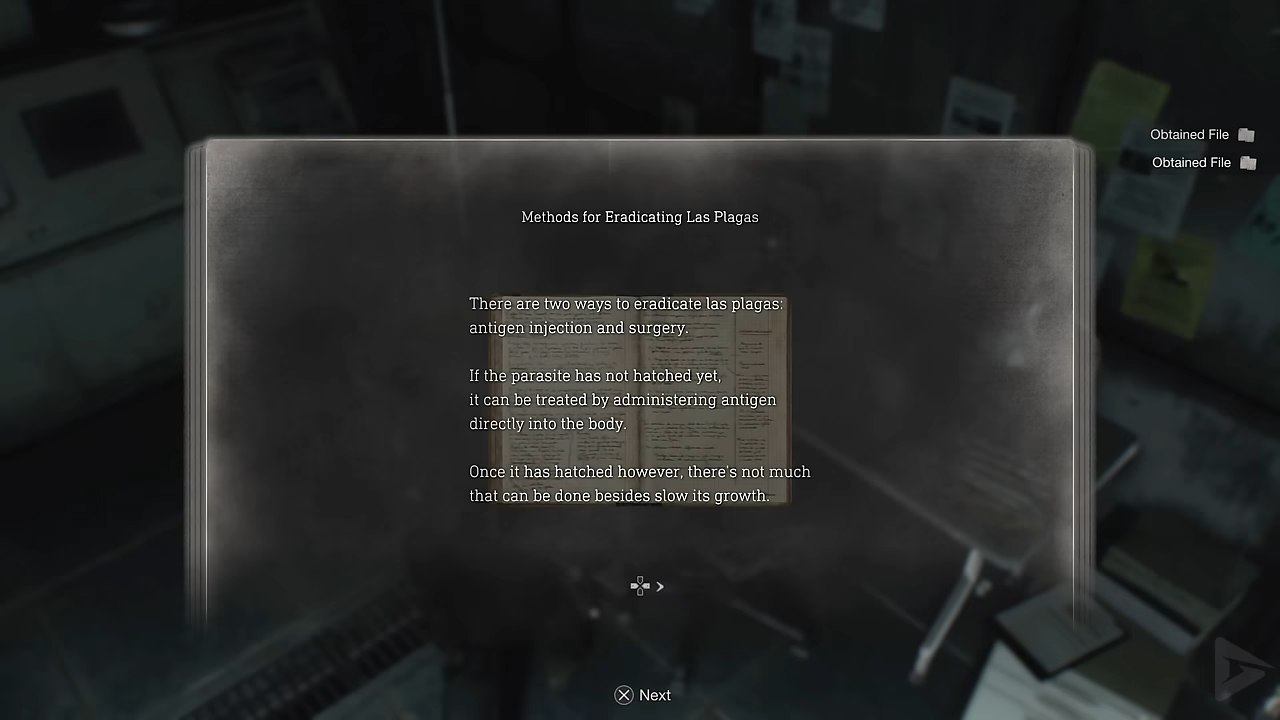 Obtained File
Obtained File
Methods for Eradicating Las Plagas
There are two ways to eradicate las plagas:
antigen injection and surgery.
If the parasite has not hatched yet,
it can be treated by administering antigen
directly into the body.
Once it has hatched however, there's not much
that can be done besides slow its growth.
Next